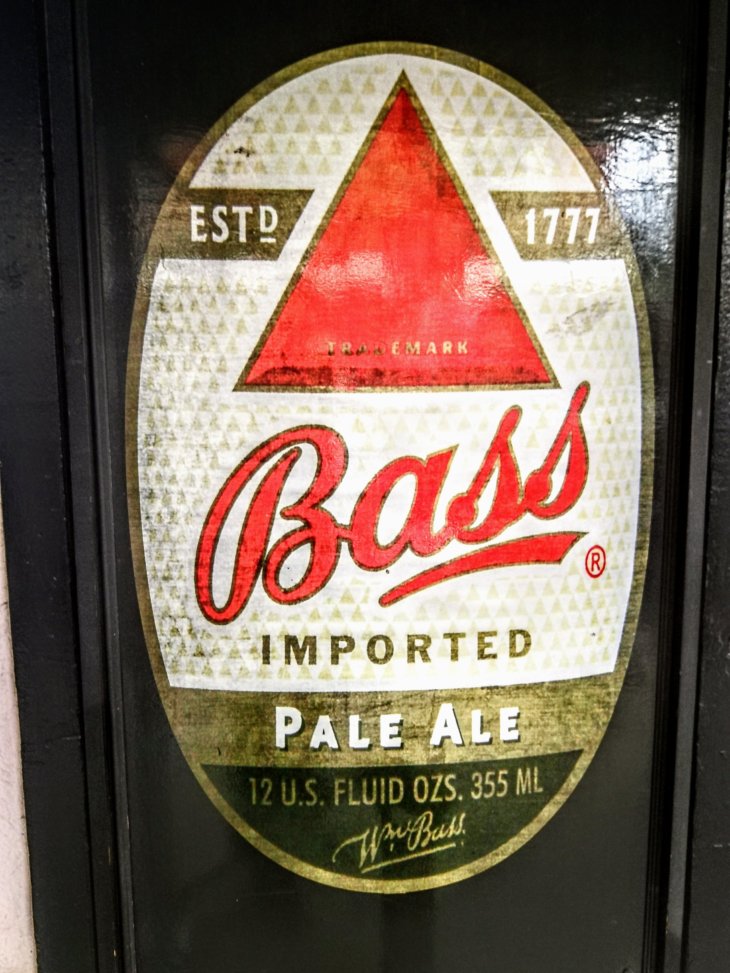 ESTD 1777
TRADEMARK
Bass ®
IMPORTED
PALE ALE
12 U.S. FLUID OZS. 355 ML
Wm Bass